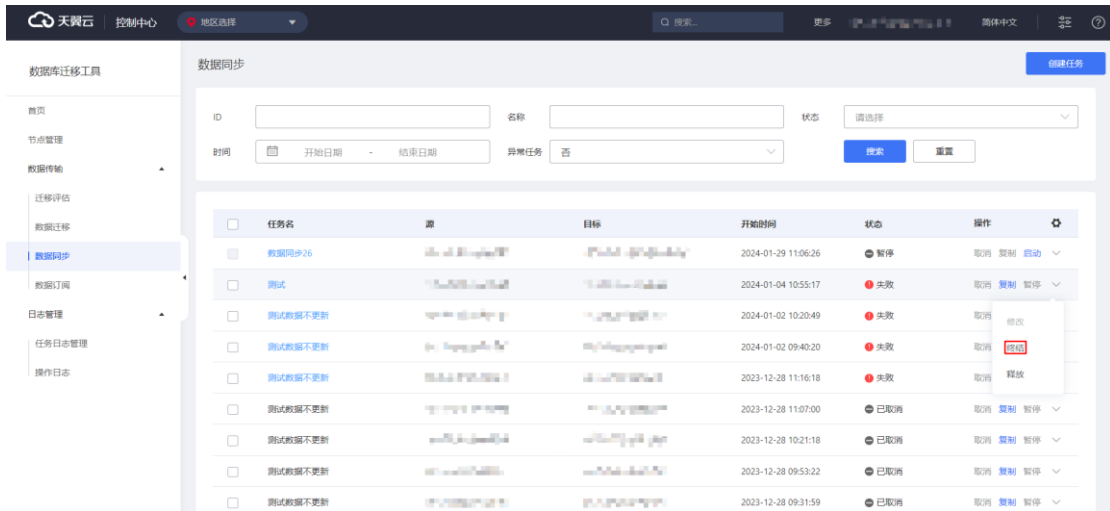 天翼云 控制中心 地区选择 搜索... 更多 简体中文
数据库迁移工具
首页
节点管理
数据传输
迁移评估
数据迁移
数据同步
数据订阅
日志管理
任务日志管理
操作日志
数据同步 创建任务
ID 名称 状态 请选择
时间 开始日期 - 结束日期 异常任务 否 搜索 重置
任务名 源 目标 开始时间 状态 操作
数据同步26 2024-01-29 11:06:26 暂停 取消 复制 启动
测试 2024-01-04 10:55:17 失败 取消 复制 暂停
测试数据不更新 2024-01-02 10:20:49 失败 取消
测试数据不更新 2024-01-02 09:40:20 失败 取消
测试数据不更新 2023-12-28 11:16:18 失败 取消
修改
终结
释放
测试数据不更新 2023-12-28 11:07:00 已取消 取消 复制 暂停
测试数据不更新 2023-12-28 10:21:18 已取消 取消 复制 暂停
测试数据不更新 2023-12-28 09:53:22 已取消 取消 复制 暂停
测试数据不更新 2023-12-28 09:31:59 已取消 取消 复制 暂停